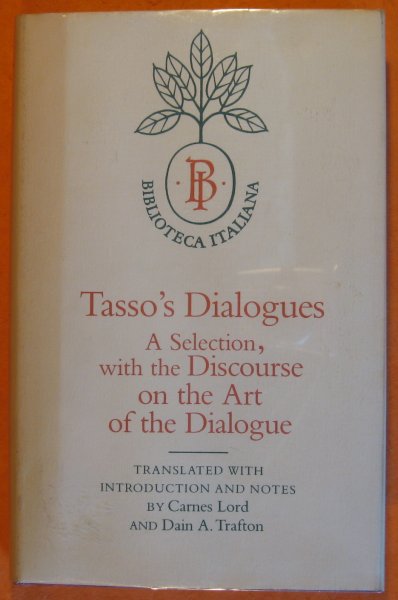 BI
BIBLIOTECA ITALIANA
Tasso's Dialogues
A Selection,
with the Discourse
on the Art
of the Dialogue
TRANSLATED WITH
INTRODUCTION AND NOTES
BY Carnes Lord
AND Dain A. Trafton